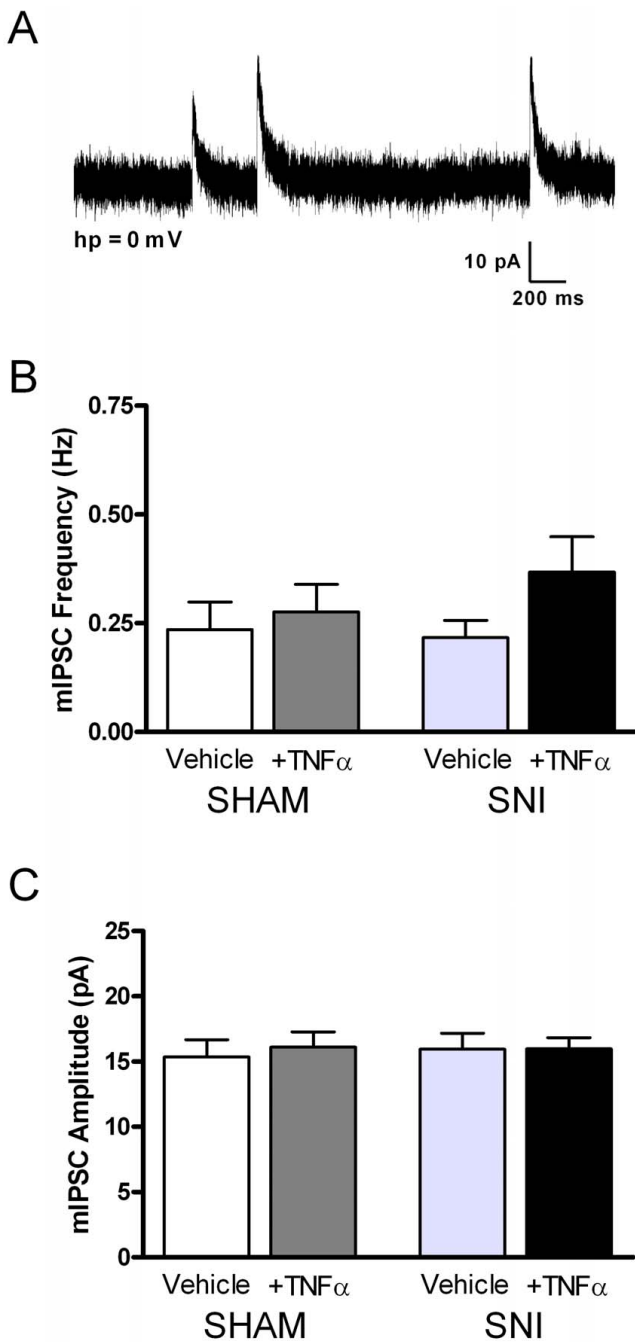 A
hp = 0 mV
10 pA
200 ms
B
mIPSC Frequency (Hz)
0.75
0.50
0.25
0.00
Vehicle +TNFα Vehicle +TNFα
SHAM SNI
C
mIPSC Amplitude (pA)
25
20
15
10
5
0
Vehicle +TNFα Vehicle +TNFα
SHAM SNI